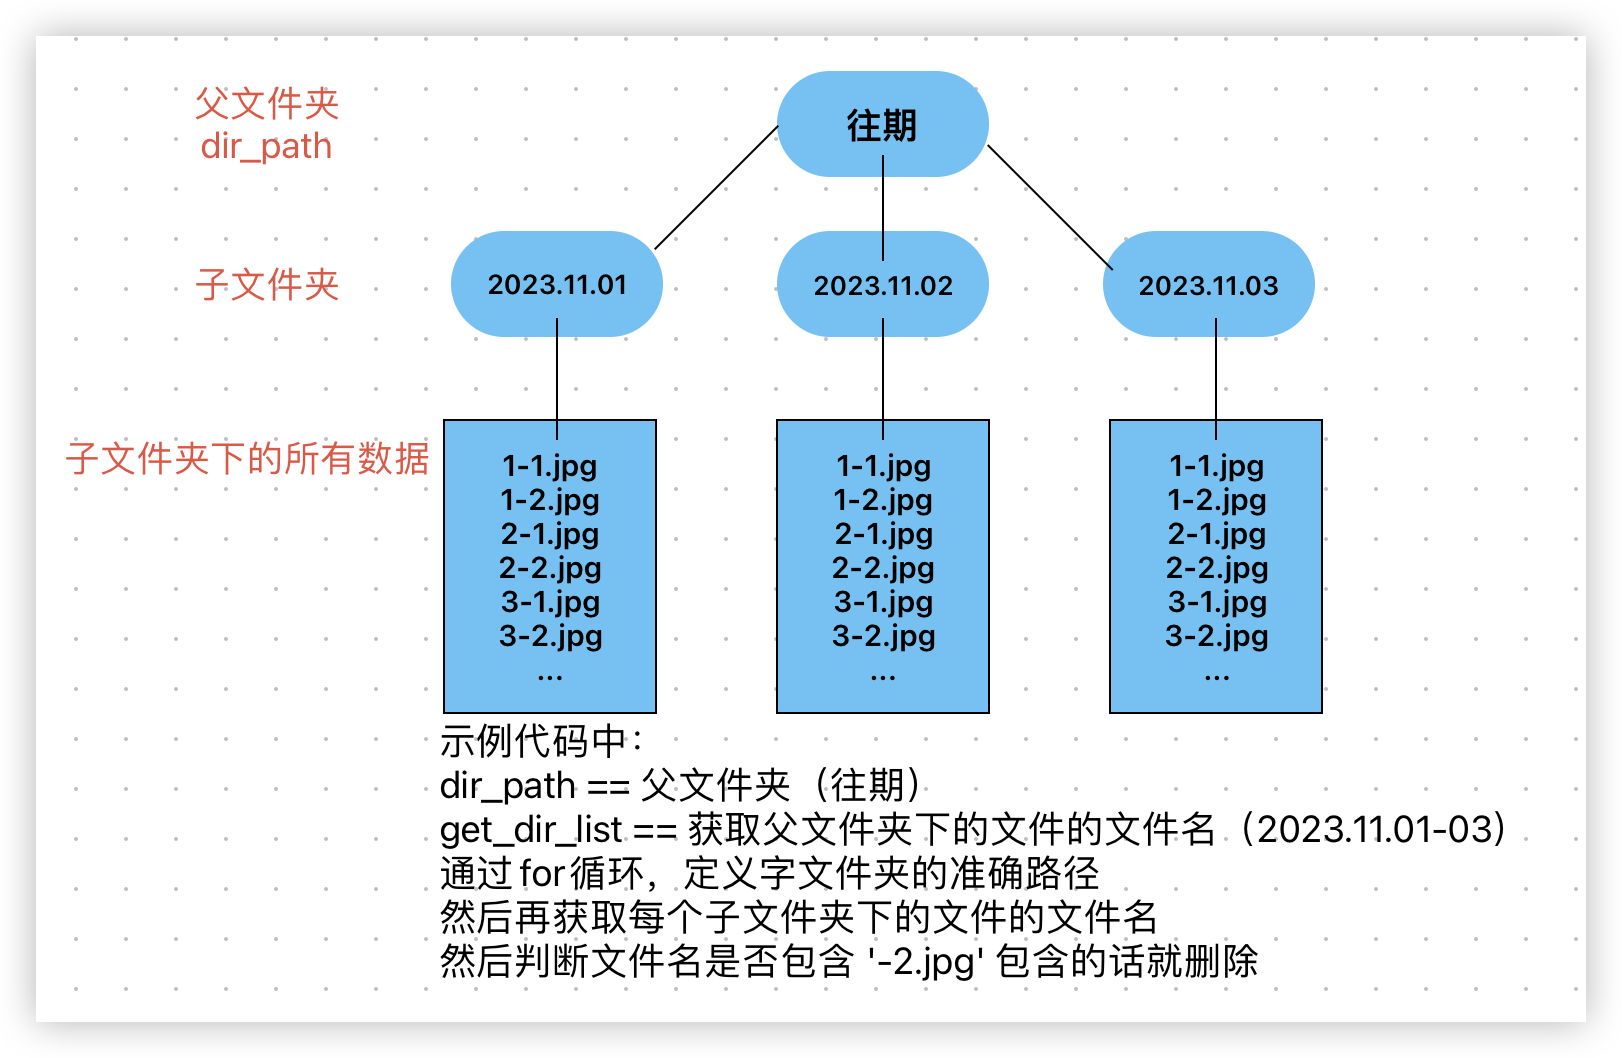 父文件夹
dir_path
往期
子文件夹
2023.11.01
2023.11.02
2023.11.03
子文件夹下的所有数据
1-1.jpg
1-2.jpg
2-1.jpg
2-2.jpg
3-1.jpg
3-2.jpg
...
1-1.jpg
1-2.jpg
2-1.jpg
2-2.jpg
3-1.jpg
3-2.jpg
...
1-1.jpg
1-2.jpg
2-1.jpg
2-2.jpg
3-1.jpg
3-2.jpg
...
示例代码中：
dir_path == 父文件夹（往期）
get_dir_list == 获取父文件夹下的文件的文件名（2023.11.01-03）
通过for循环，定义字文件夹的准确路径
然后再获取每个子文件夹下的文件的文件名
然后判断文件名是否包含 '-2.jpg' 包含的话就删除